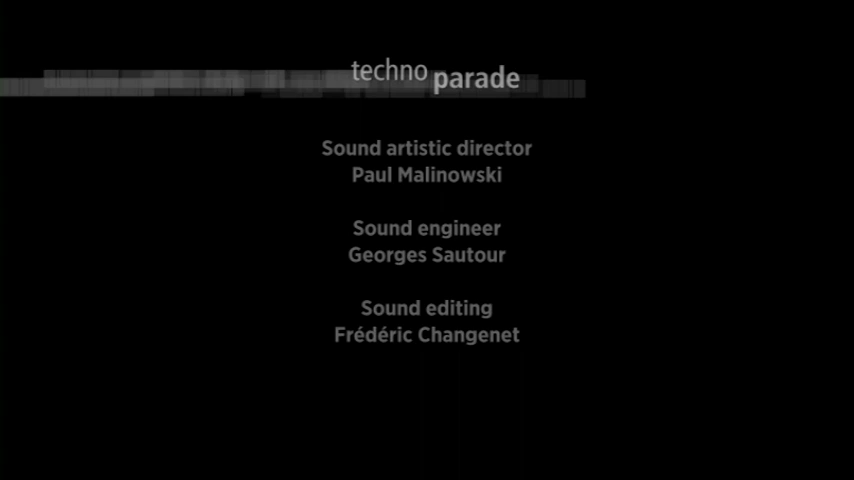 techno parade
Sound artistic director
Paul Malinowski
Sound engineer
Georges Sautour
Sound editing
Frédéric Changenet